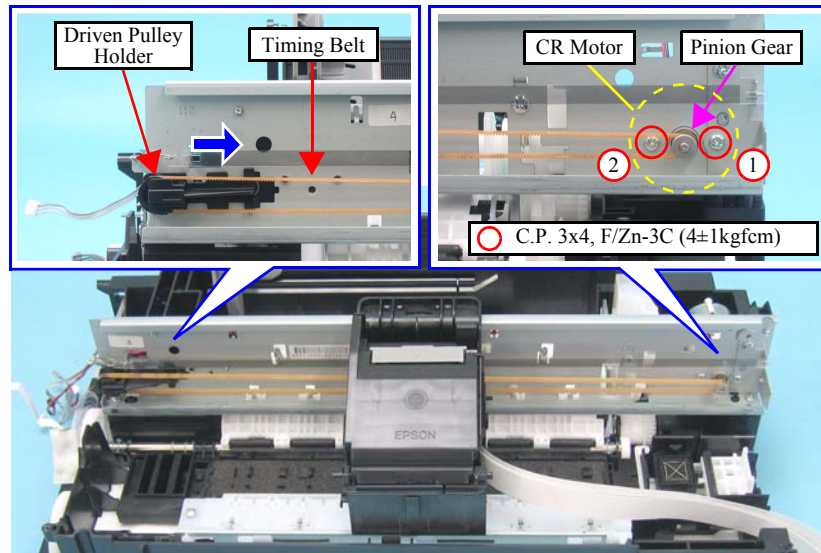 Driven Pulley
Holder
Timing Belt
CR Motor
Pinion Gear
A
2
1
C.P. 3x4, F/Zn-3C (4±1kgfcm)
A
EPSON